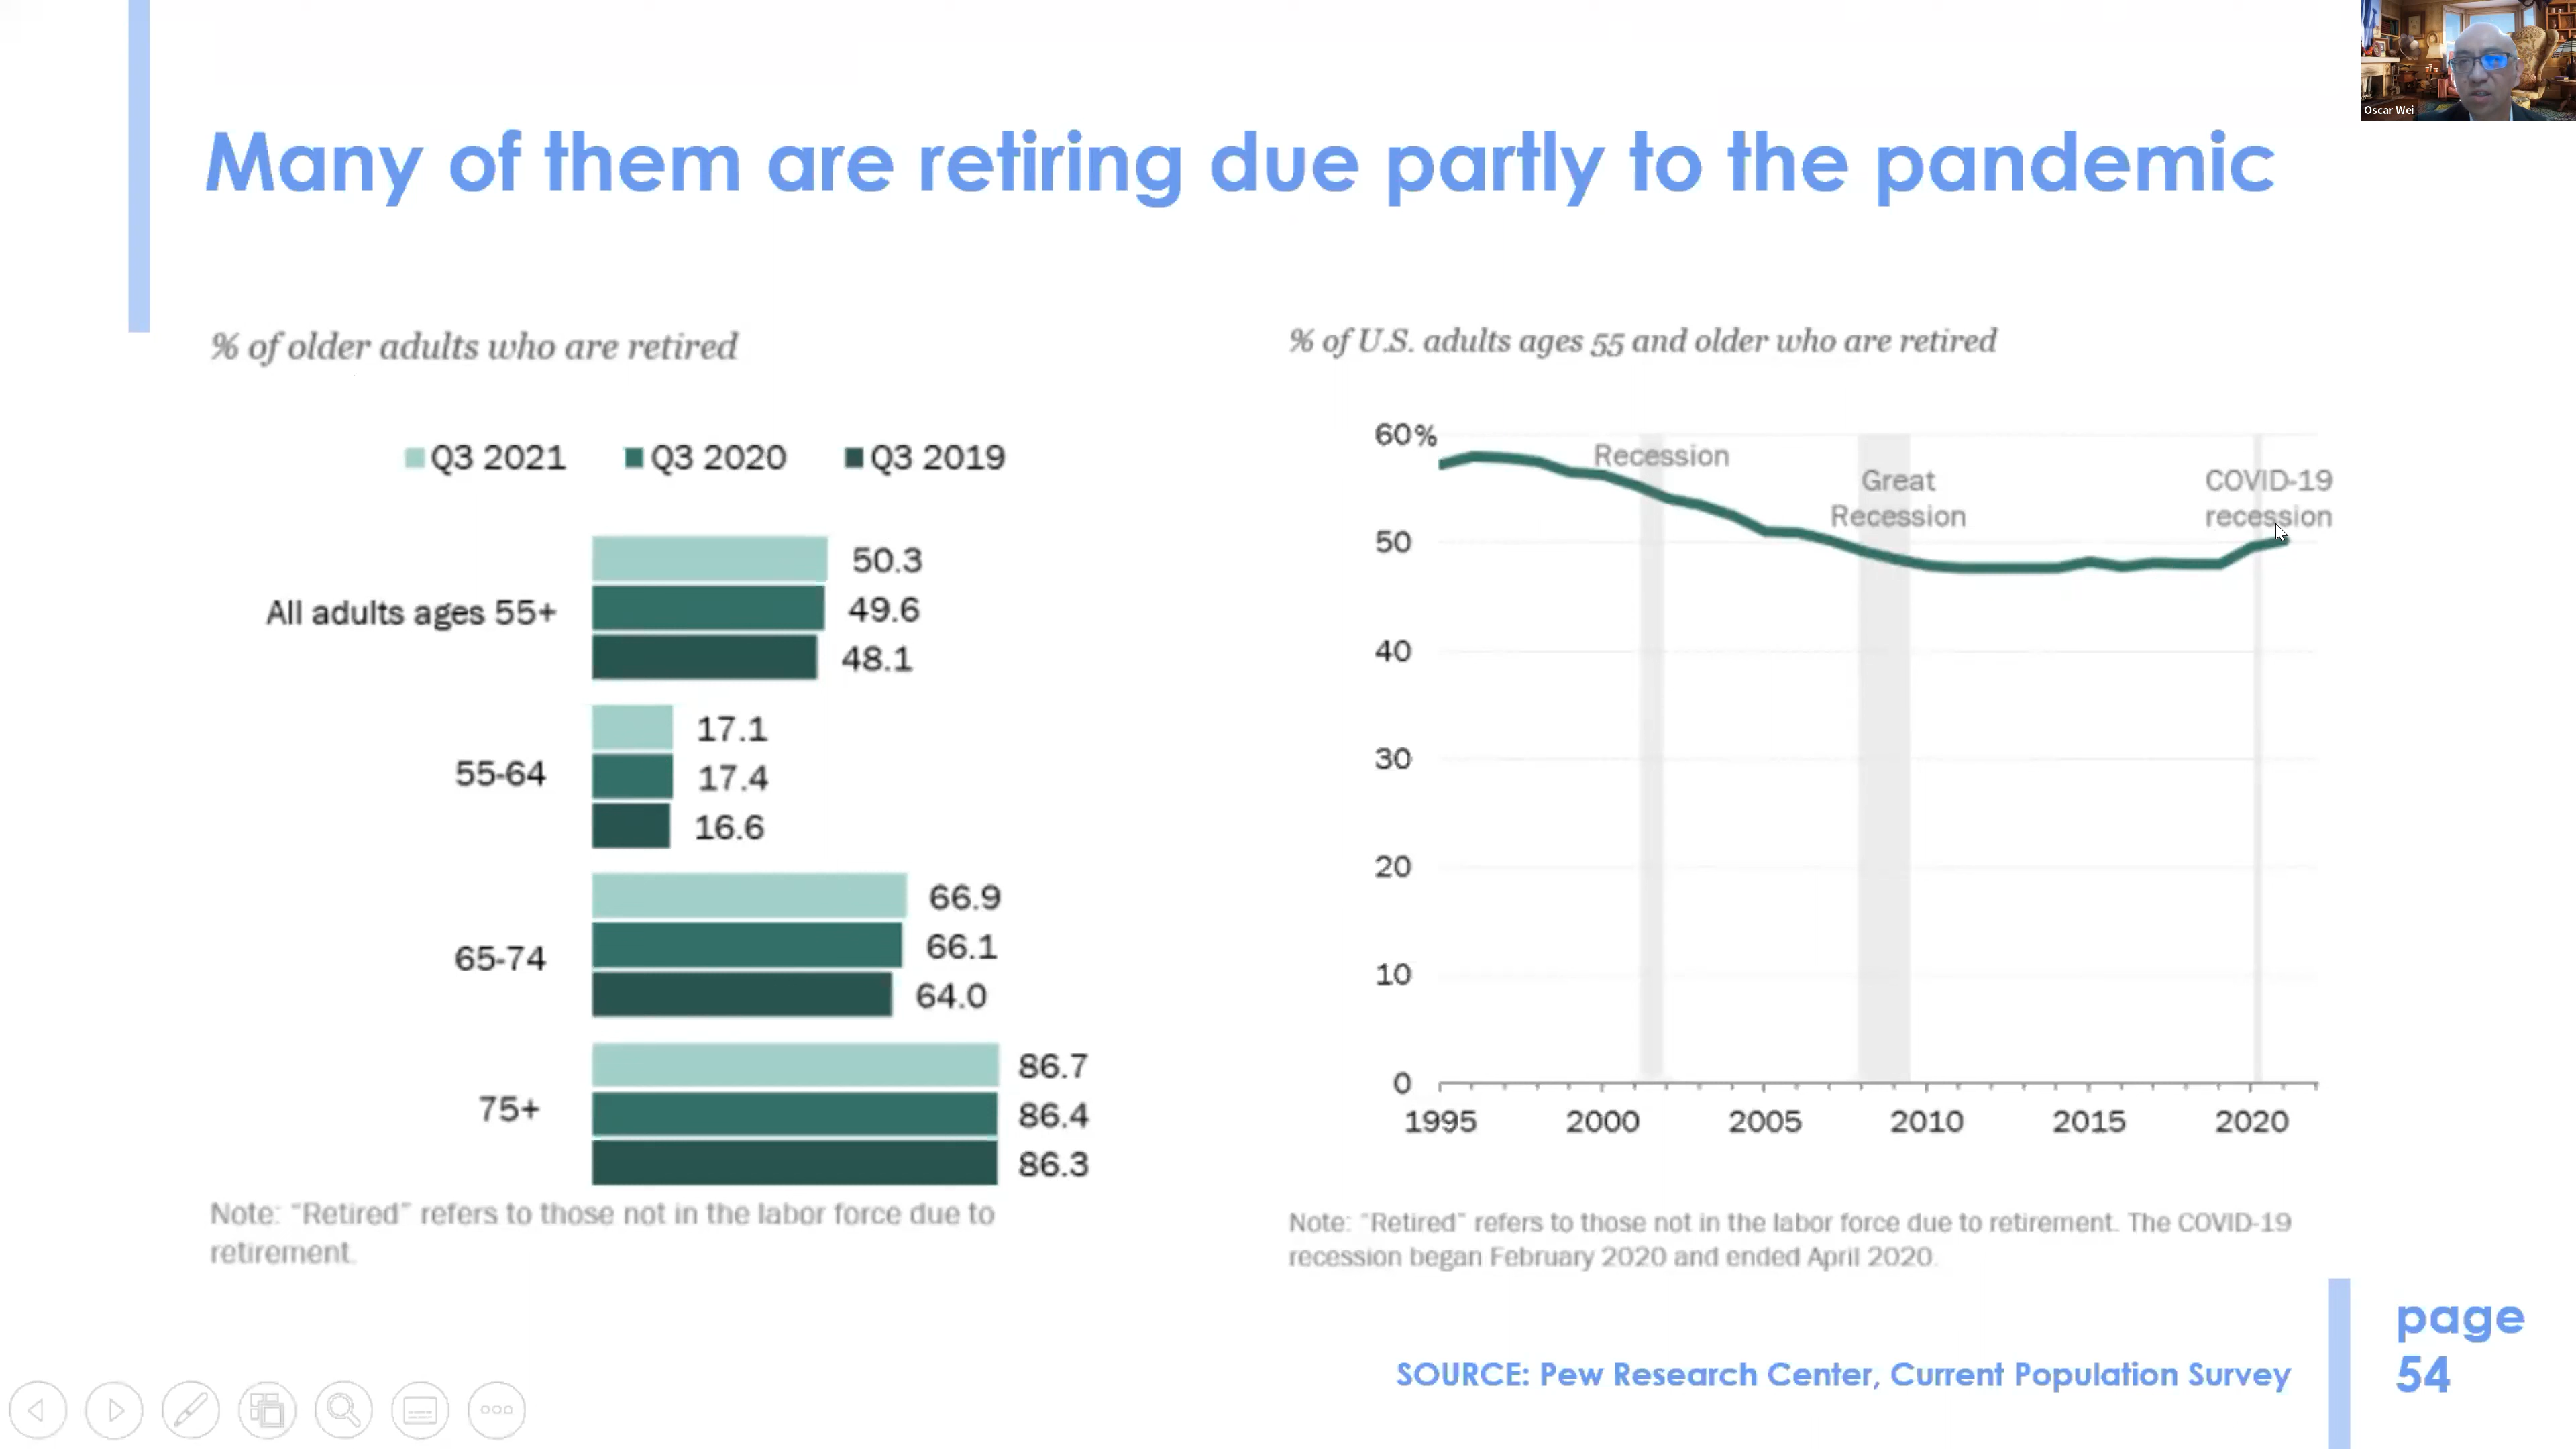 Oscar Wei
Many of them are retiring due partly to the pandemic
% of older adults who are retired
Q3 2021 Q3 2020 Q3 2019
All adults ages 55+
50.3
49.6
48.1
55-64
17.1
17.4
16.6
65-74
66.9
66.1
64.0
75+
86.7
86.4
86.3
Note: "Retired" refers to those not in the labor force due to
retirement.
% of U.S. adults ages 55 and older who are retired
60%
50
40
30
20
10
0
Recession
Great
Recession
COVID-19
recession
1995 2000 2005 2010 2015 2020
Note: "Retired" refers to those not in the labor force due to retirement. The COVID-19
recession began February 2020 and ended April 2020.
SOURCE: Pew Research Center, Current Population Survey
page
54